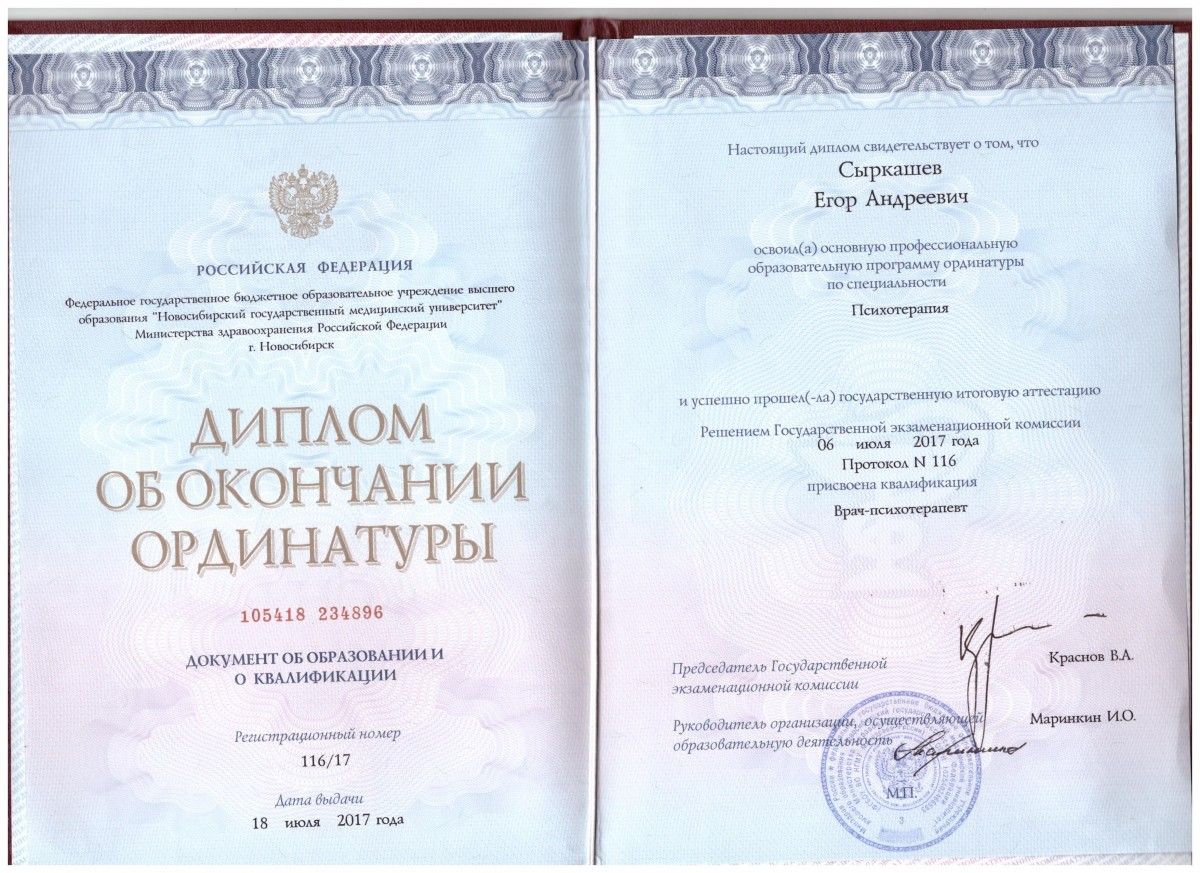 РОССИЙСКАЯ ФЕДЕРАЦИЯ
Федеральное государственное бюджетное образовательное учреждение высшего
образования "Новосибирский государственный медицинский университет"
Министерства здравоохранения Российской Федерации
г. Новосибирск
ДИПЛОМ
ОБ ОКОНЧАНИИ
ОРДИНАТУРЫ
105418 234896
ДОКУМЕНТ ОБ ОБРАЗОВАНИИ И
О КВАЛИФИКАЦИИ
Регистрационный номер
116/17
Дата выдачи
18 июля 2017 года
Настоящий диплом свидетельствует о том, что
Сыркашев
Егор Андреевич
освоил(а) основную профессиональную
образовательную программу ординатуры
по специальности
Психотерапия
и успешно прошел(-ла) государственную итоговую аттестацию
Решением Государственной экзаменационной комиссии
06 июля 2017 года
Протокол N 116
присвоена квалификация
Врач-психотерапевт
Председатель Государственной
экзаменационной комиссии
Краснов В.А.
Руководитель организации, осуществляющей
образовательную деятельность
Маринкин И.О.
М.П.